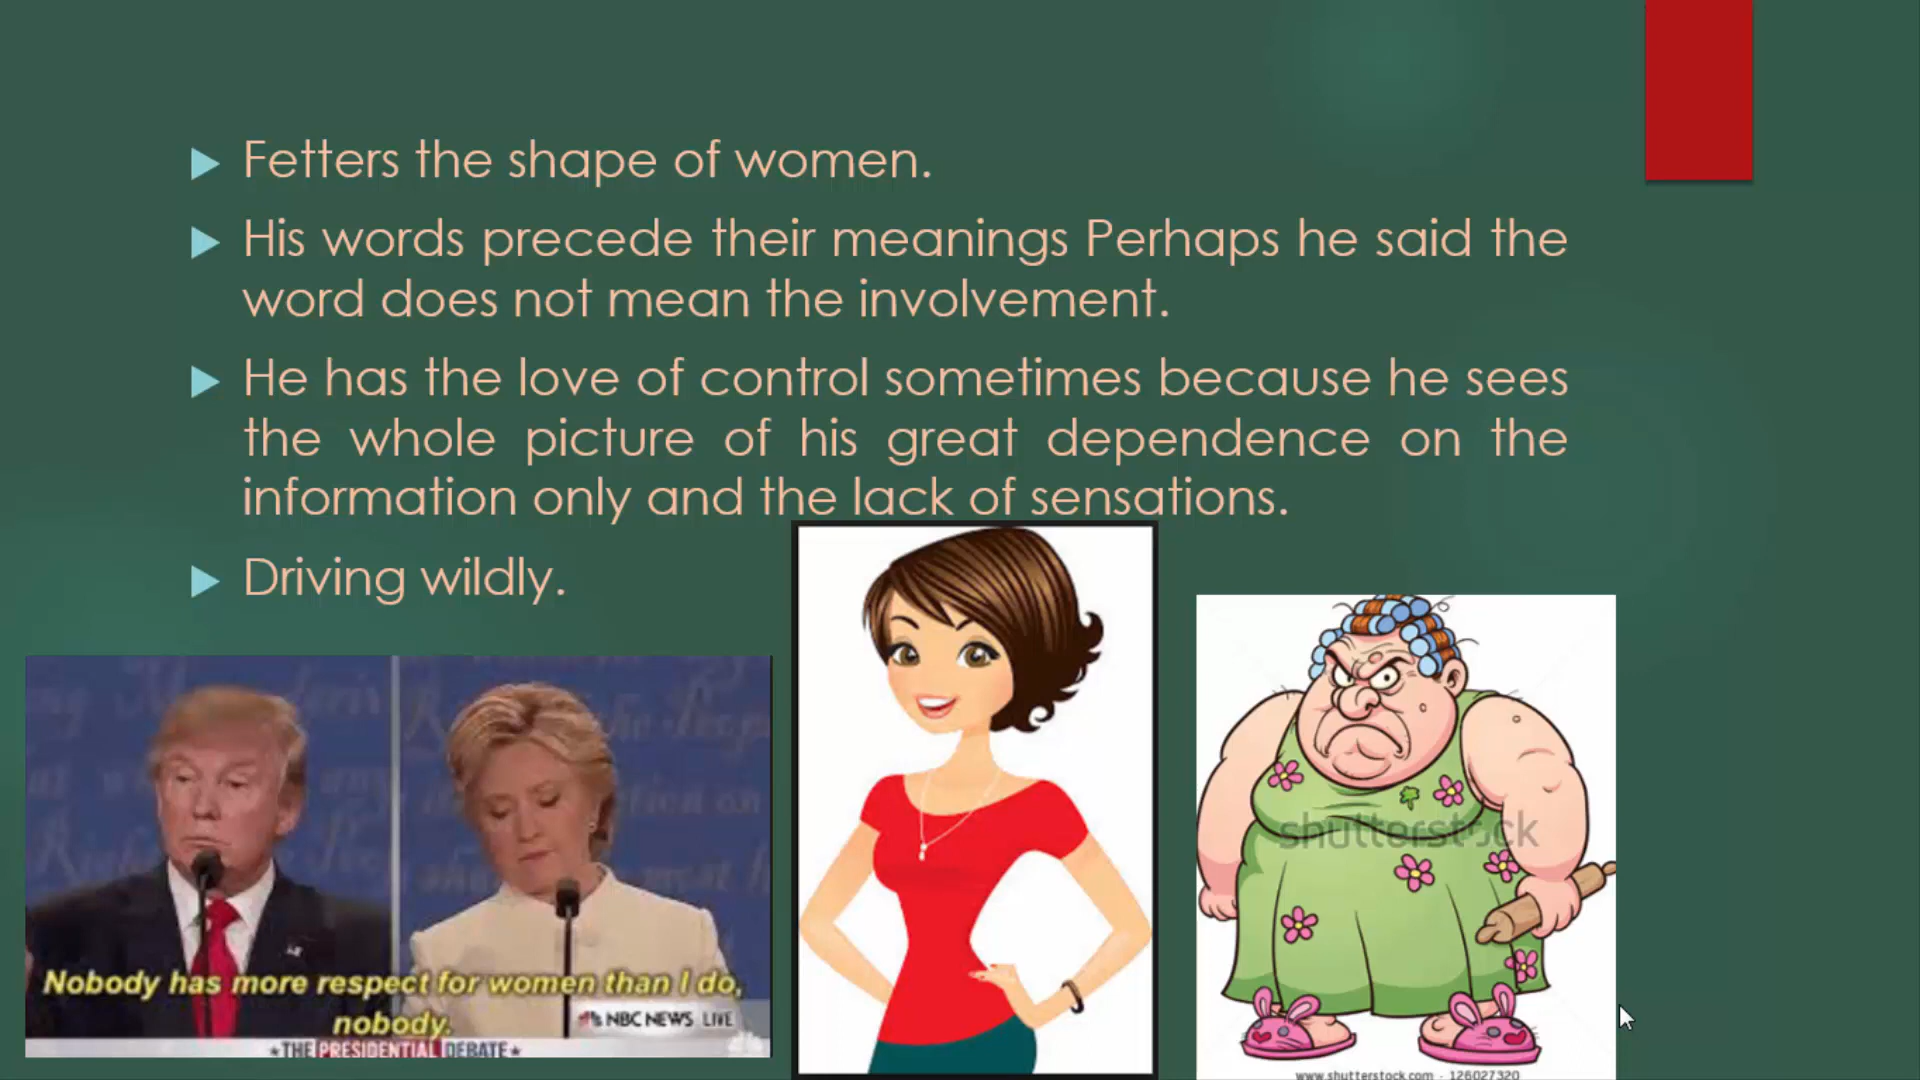 Fetters the shape of women.
His words precede their meanings Perhaps he said the
word does not mean the involvement.
He has the love of control sometimes because he sees
the whole picture of his great dependence on the
information only and the lack of sensations.
Driving wildly.
Nobody has more respect for women than I do,
nobody.
NBC NEWS LIVE
★THE PRESIDENTIAL DEBATE★
shutterstock
www.shutterstock.com · 126027320